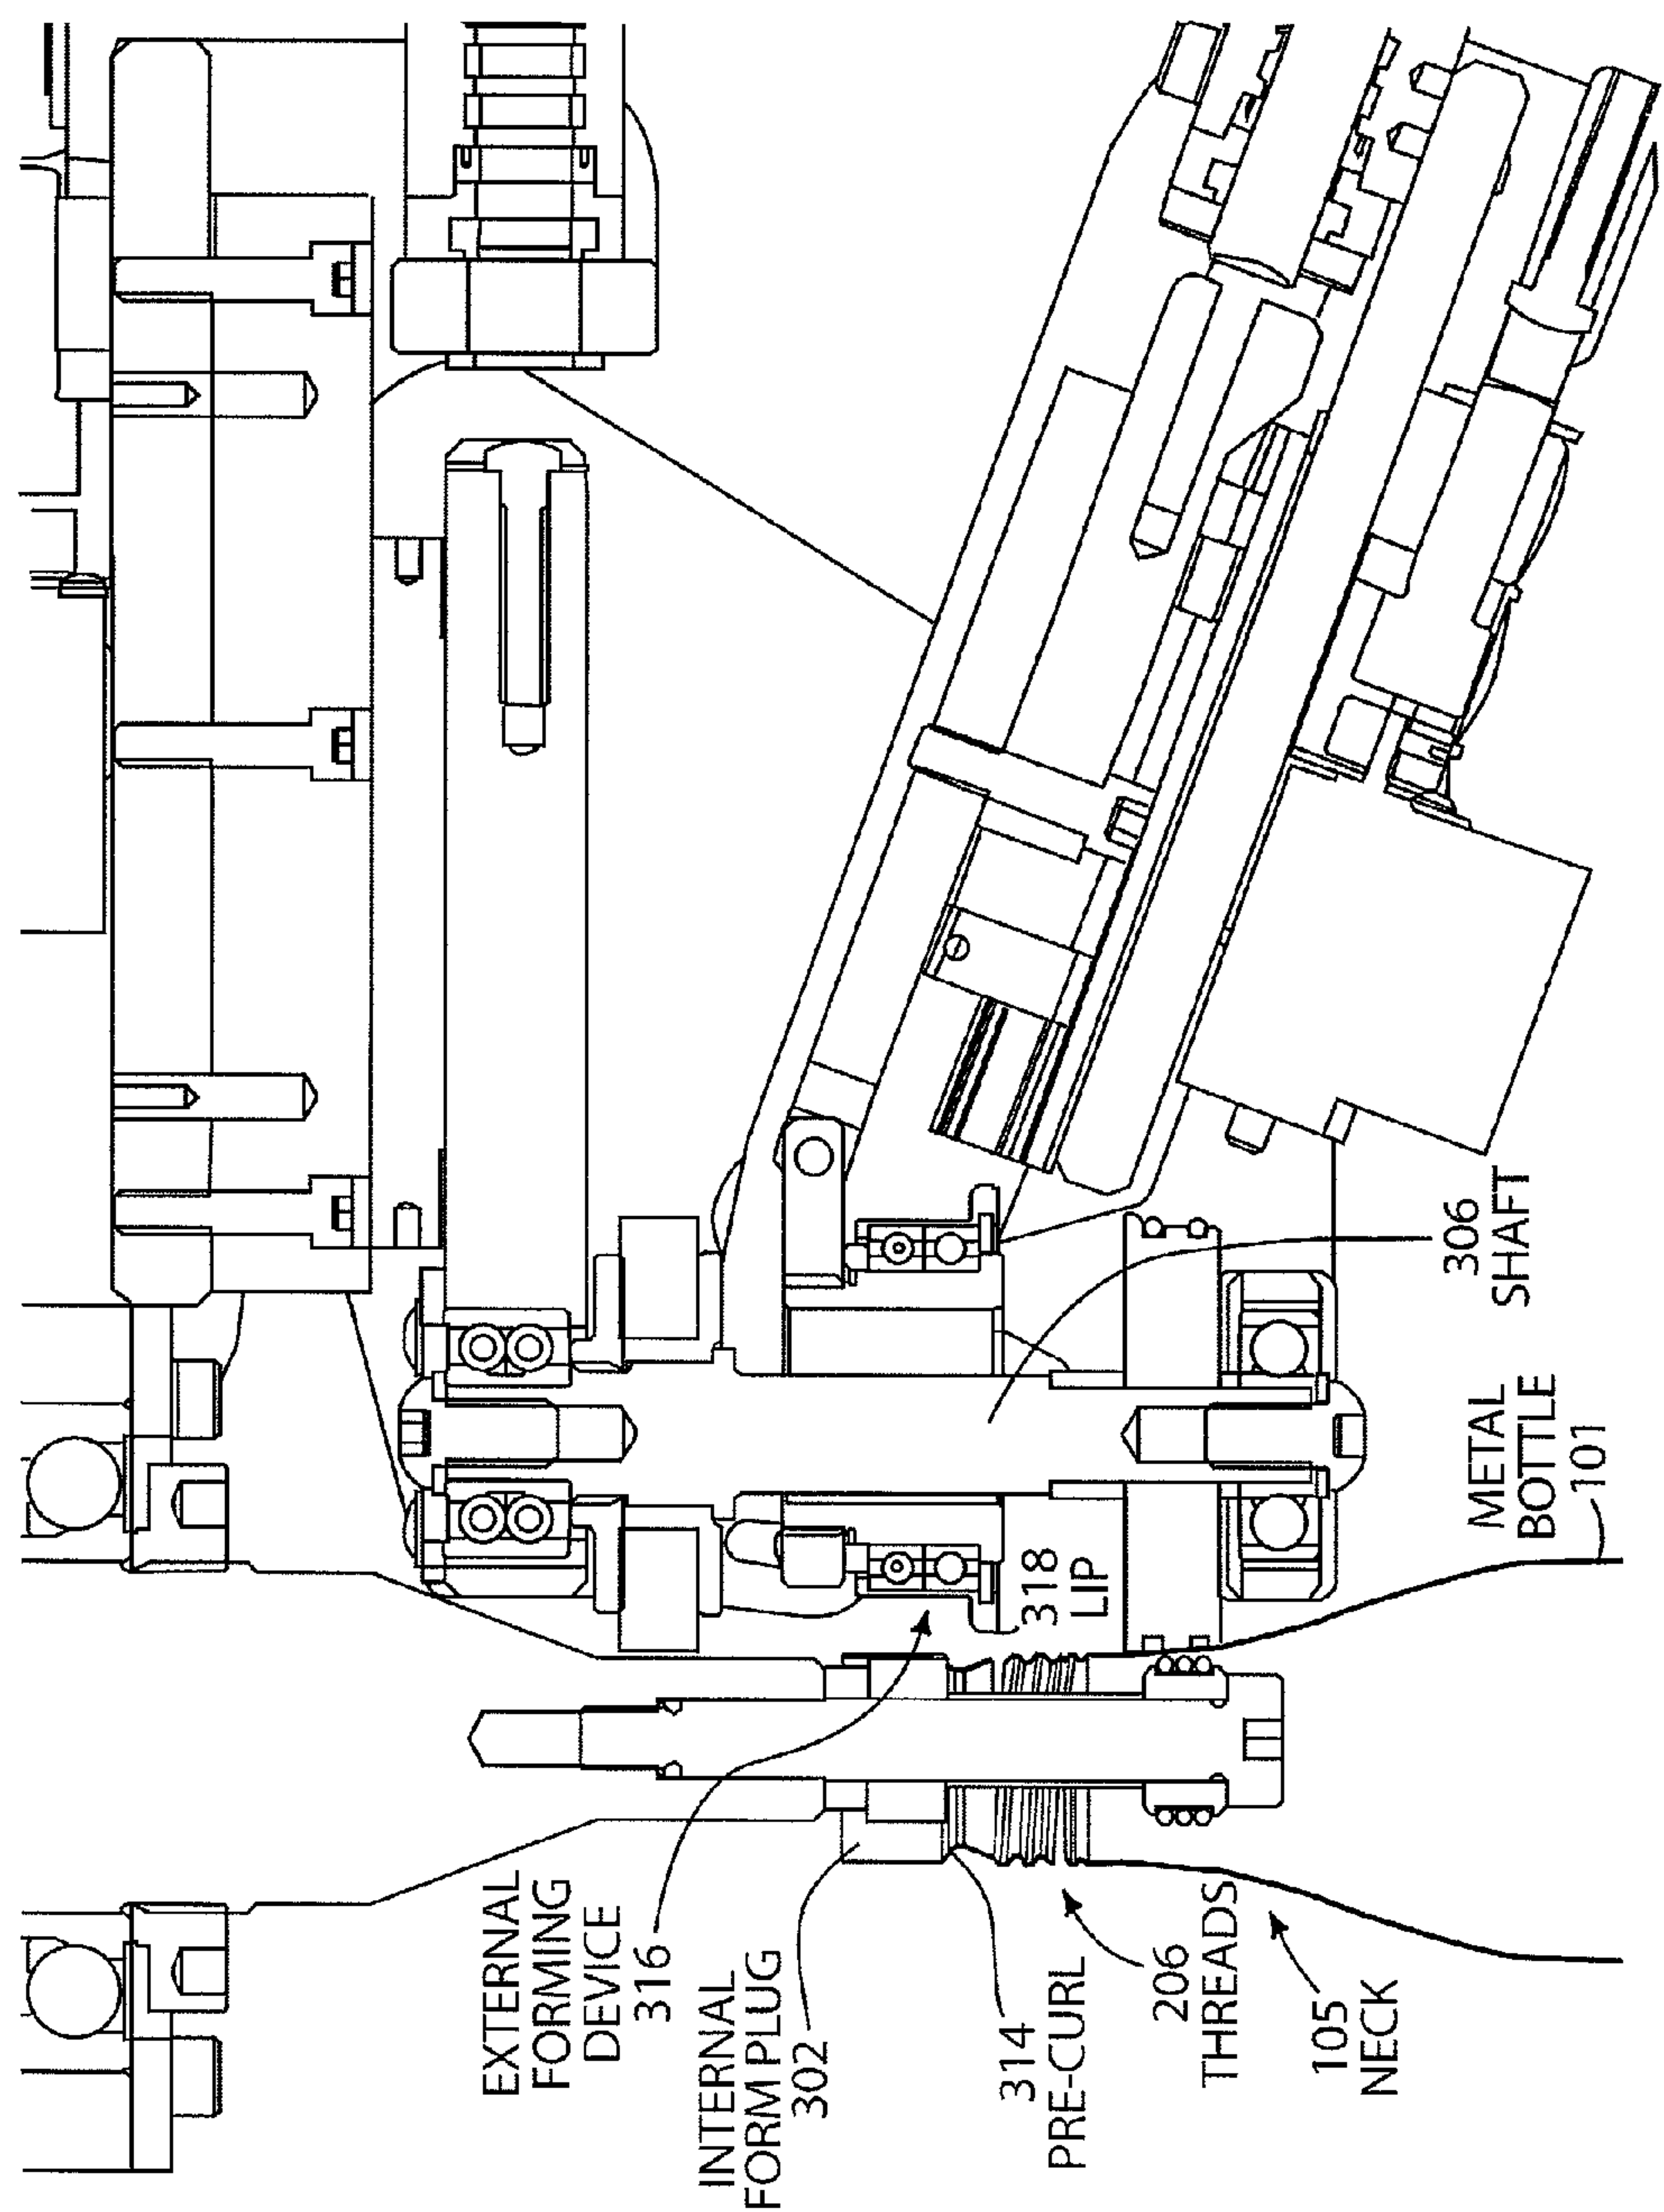 EXTERNAL
FORMING
DEVICE
316
INTERNAL
FORM PLUG
302
314
PRE-CURL
206
THREADS
105
NECK
318
LIP
METAL
BOTTLE
101
306
SHAFT